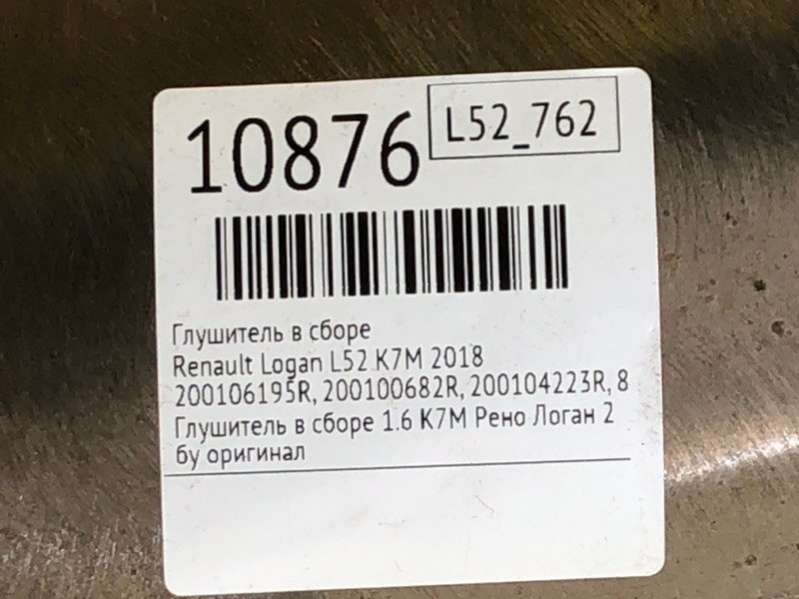 10876
L52_762
Глушитель в сборе
Renault Logan L52 K7M 2018
200106195R, 200100682R, 200104223R, 8
Глушитель в сборе 1.6 K7M Рено Логан 2
бу оригинал